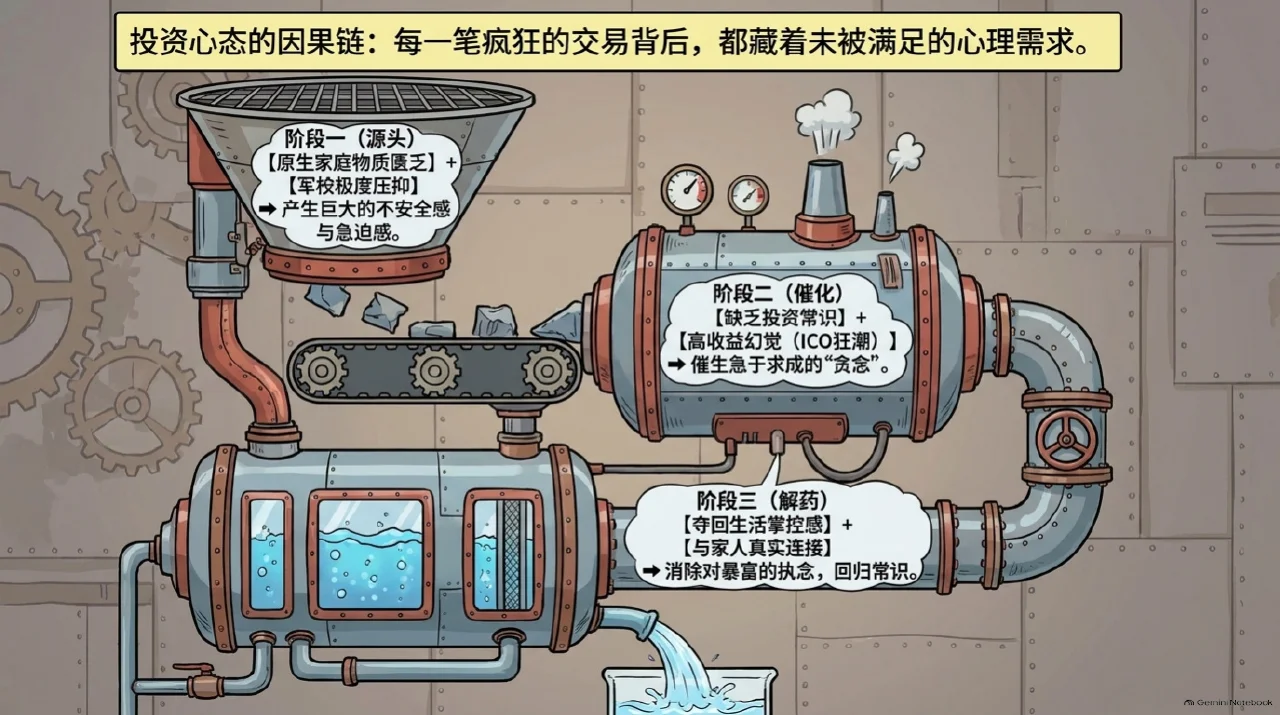 投资心态的因果链：每一笔疯狂的交易背后，都藏着未被满足的心理需求。
阶段一（源头）
【原生家庭物质匮乏】+
【军校极度压抑】
➡ 产生巨大的不安全感
与急迫感。
阶段二（催化）
【缺乏投资常识】+
【高收益幻觉（ICO狂潮）】
➡ 催生急于求成的“贪念”。
阶段三（解药）
【夺回生活掌控感】+
【与家人真实连接】
➡ 消除对暴富的执念，回归常识。
Gemini Notebook